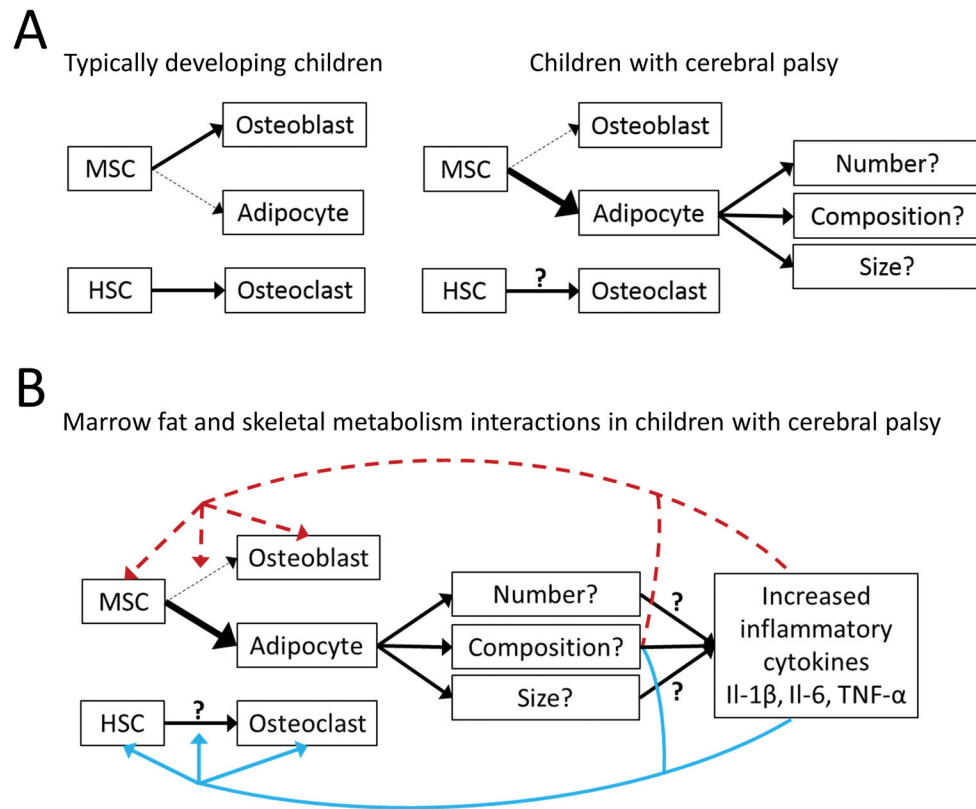 A
Typically developing children
Children with cerebral palsy
MSC
Osteoblast
Adipocyte
HSC
Osteoclast
MSC
Osteoblast
Adipocyte
Number?
Composition?
Size?
HSC
?
Osteoclast
B
Marrow fat and skeletal metabolism interactions in children with cerebral palsy
MSC
Osteoblast
Adipocyte
Number?
Composition?
Size?
?
?
Increased
inflammatory
cytokines
Il-1β, Il-6, TNF-α
HSC
?
Osteoclast